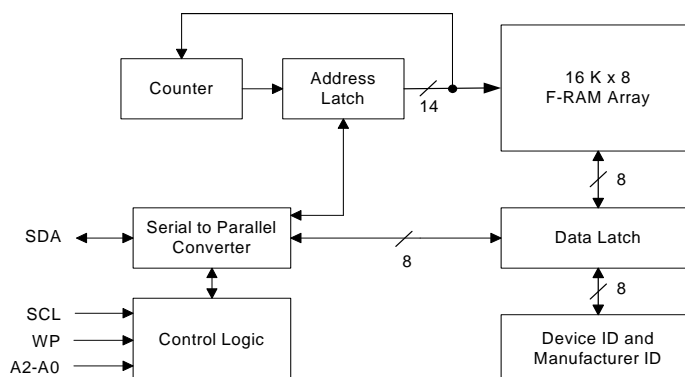 Counter
Address
Latch
14
16 K x 8
F-RAM Array
8
SDA
Serial to Parallel
Converter
8
Data Latch
8
SCL
WP
A2-A0
Control Logic
Device ID and
Manufacturer ID